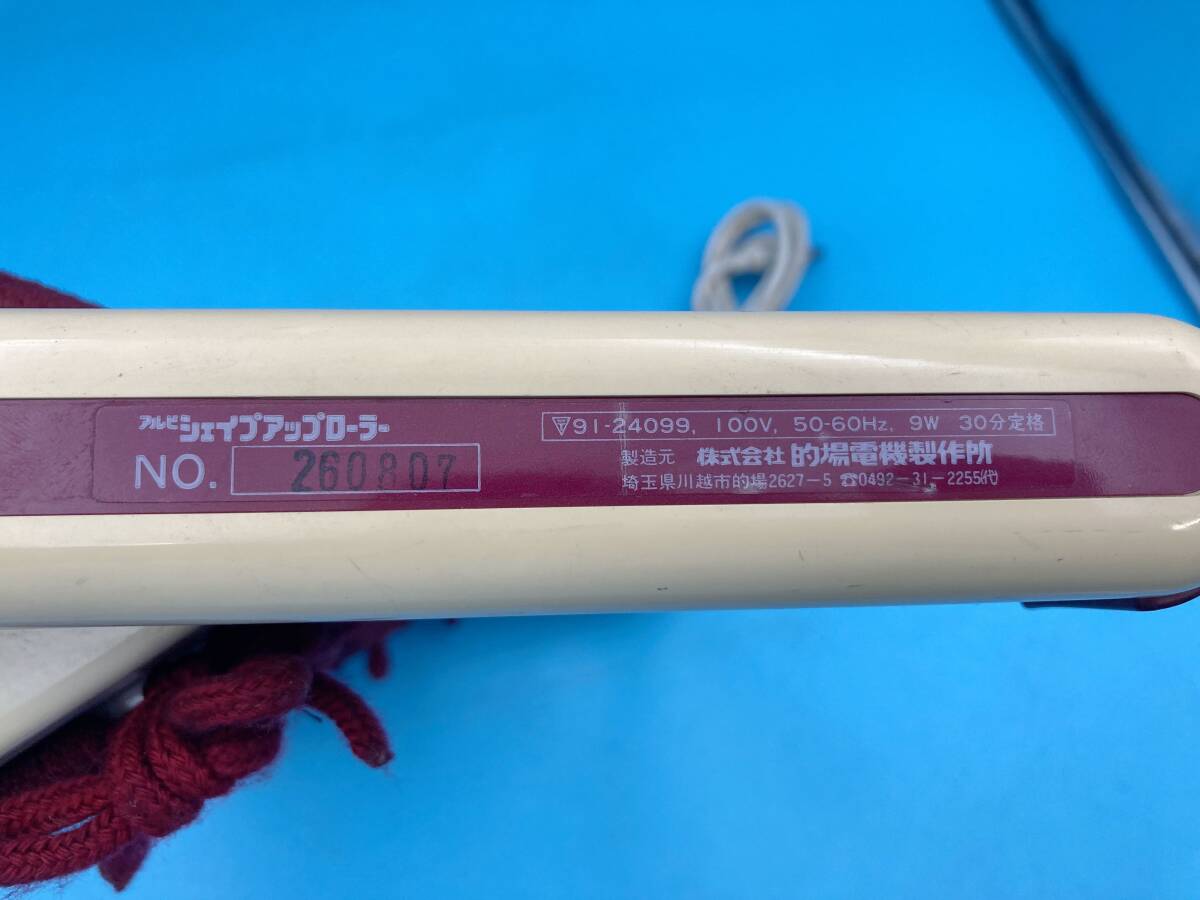 アルビ シェイプアップローラー
NO. 260807
91-24099, 100V, 50-60Hz, 9W 30分定格
製造元 株式会社 的場電機製作所
埼玉県川越市的場2627-5 ☎0492-31-2255㈹